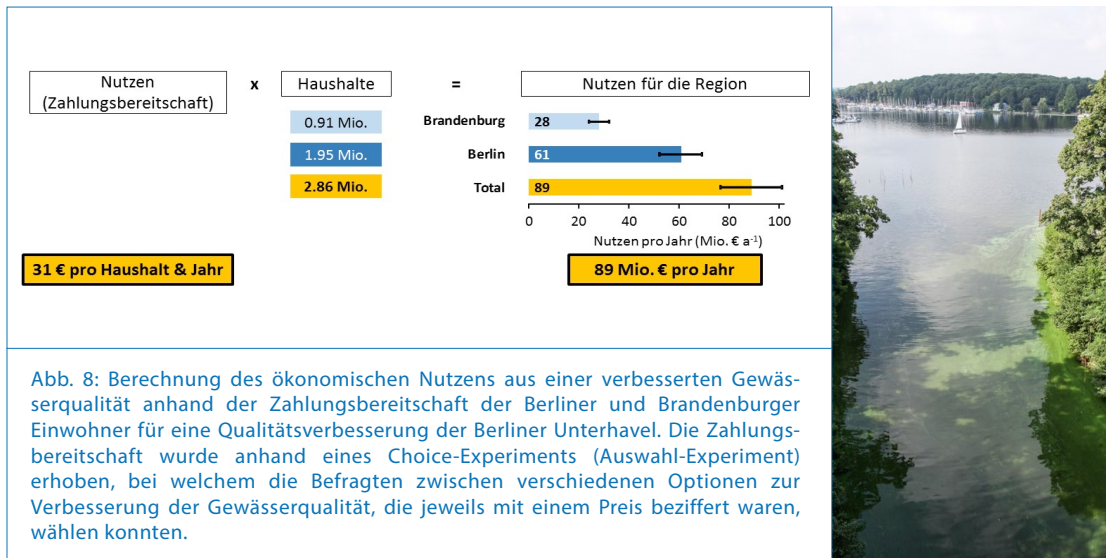 Nutzen
(Zahlungsbereitschaft)
x
Haushalte
=
Nutzen für die Region
0.91 Mio.
1.95 Mio.
2.86 Mio.
Brandenburg
28
Berlin
61
Total
89
0 20 40 60 80 100
Nutzen pro Jahr (Mio. € a⁻¹)
31 € pro Haushalt & Jahr
89 Mio. € pro Jahr
Abb. 8: Berechnung des ökonomischen Nutzens aus einer verbesserten Gewäs-
serqualität anhand der Zahlungsbereitschaft der Berliner und Brandenburger
Einwohner für eine Qualitätsverbesserung der Berliner Unterhavel. Die Zahlungs-
bereitschaft wurde anhand eines Choice-Experiments (Auswahl-Experiment)
erhoben, bei welchem die Befragten zwischen verschiedenen Optionen zur
Verbesserung der Gewässerqualität, die jeweils mit einem Preis beziffert waren,
wählen konnten.